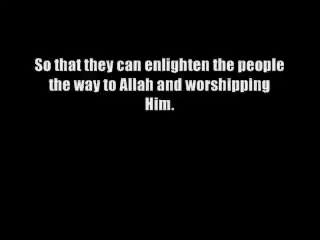 So that they can enlighten the people
the way to Allah and worshipping
Him.